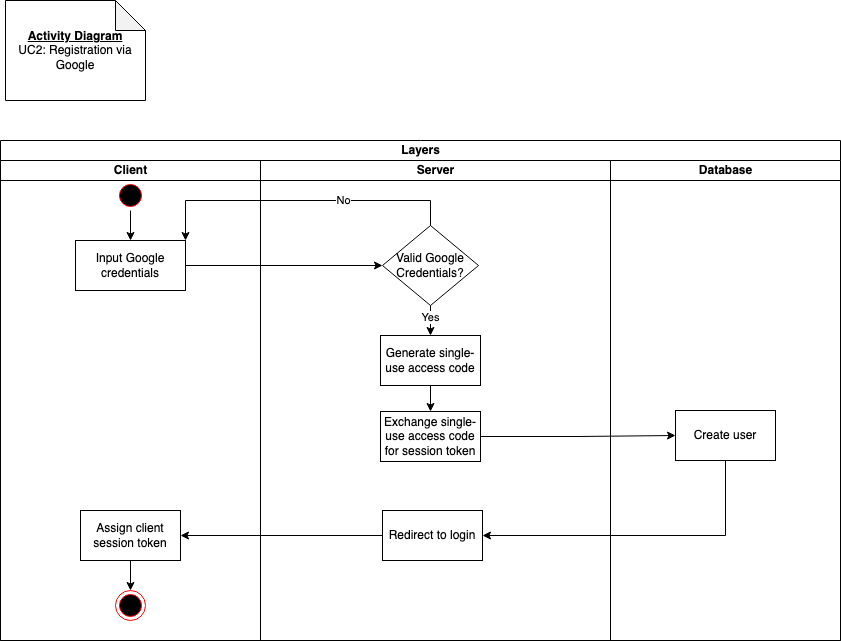 Activity Diagram
UC2: Registration via
Google
Layers
Client
Server
Database
No
Input Google
credentials
Valid Google
Credentials?
Yes
Generate single-
use access code
Exchange single-
use access code
for session token
Create user
Assign client
session token
Redirect to login